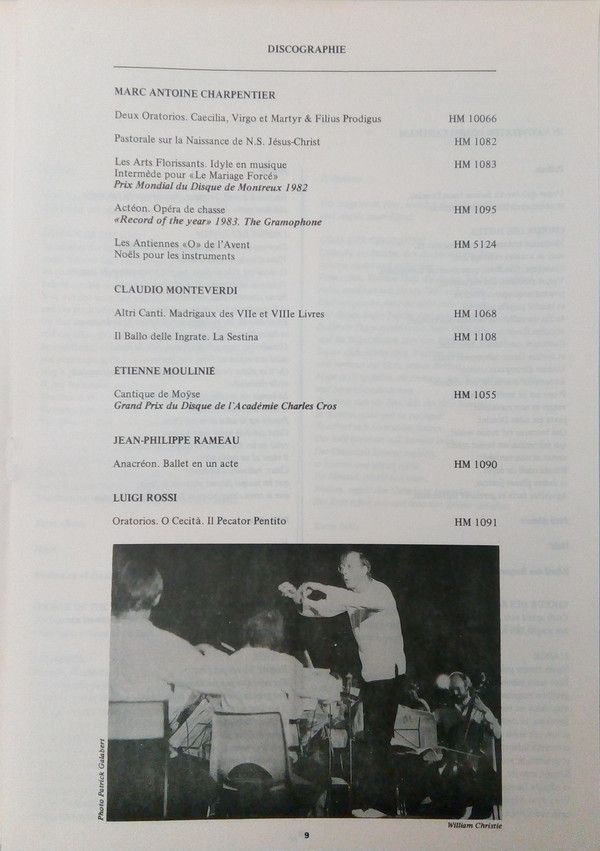 DISCOGRAPHIE
MARC ANTOINE CHARPENTIER
Deux Oratorios. Caecilia, Virgo et Martyr & Filius Prodigus HM 10066
Pastorale sur la Naissance de N.S. Jésus-Christ HM 1082
Les Arts Florissants. Idyle en musique HM 1083
Intermède pour «Le Mariage Forcé»
Prix Mondial du Disque de Montreux 1982
Actéon. Opéra de chasse HM 1095
«Record of the year» 1983. The Gramophone
Les Antiennes «O» de l'Avent HM 5124
Noëls pour les instruments
CLAUDIO MONTEVERDI
Altri Canti. Madrigaux des VIIe et VIIIe Livres HM 1068
Il Ballo delle Ingrate. La Sestina HM 1108
ÉTIENNE MOULINIÉ
Cantique de Moÿse HM 1055
Grand Prix du Disque de l'Académie Charles Cros
JEAN-PHILIPPE RAMEAU
Anacréon. Ballet en un acte HM 1090
LUIGI ROSSI
Oratorios. O Cecità. Il Pecator Pentito HM 1091
Photo Patrick Galabert
William Christie
9